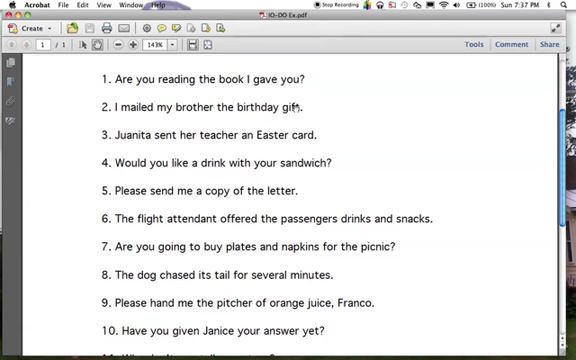 Acrobat File Edit View Window Help
Stop Recording
(100%)
Sun 7:37 PM
IO-DO Ex.pdf
Create
1 / 1
143%
Tools Comment Share
1. Are you reading the book I gave you?
2. I mailed my brother the birthday gift.
3. Juanita sent her teacher an Easter card.
4. Would you like a drink with your sandwich?
5. Please send me a copy of the letter.
6. The flight attendant offered the passengers drinks and snacks.
7. Are you going to buy plates and napkins for the picnic?
8. The dog chased its tail for several minutes.
9. Please hand me the pitcher of orange juice, Franco.
10. Have you given Janice your answer yet?